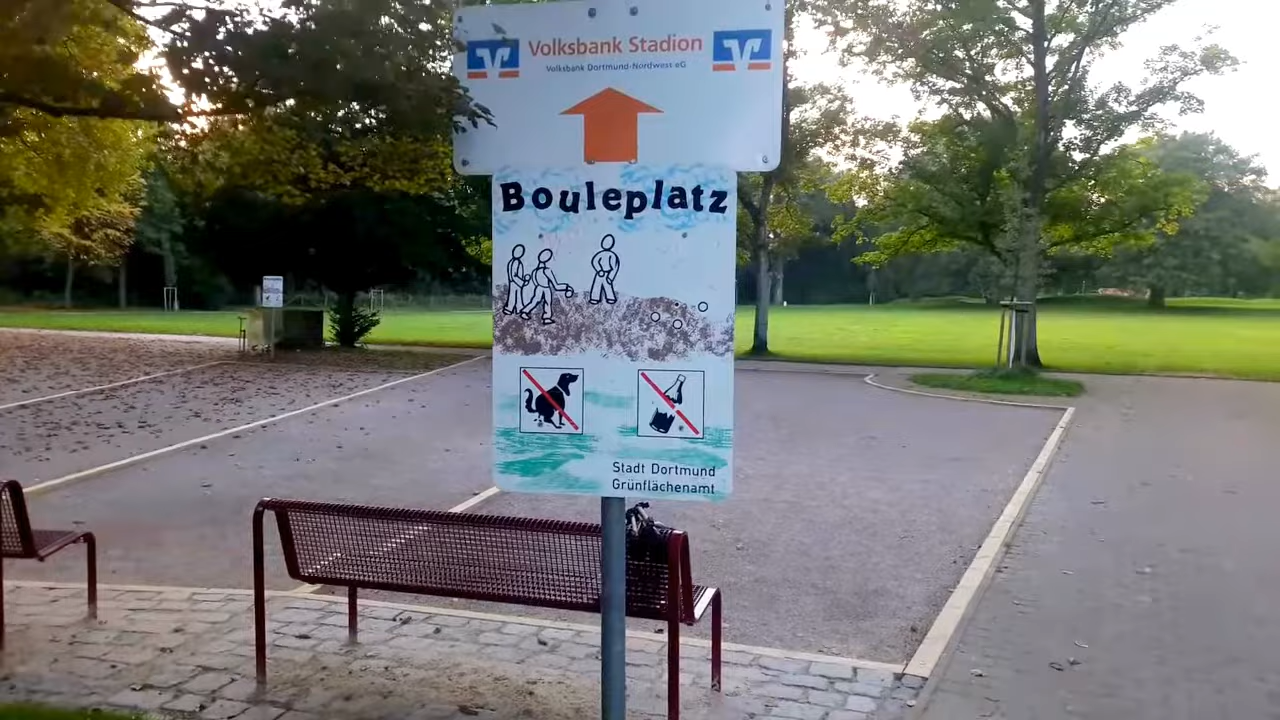 Volksbank Stadion
Volksbank Dortmund-Nordwest eG
Bouleplatz
Stadt Dortmund
Grünflächenamt